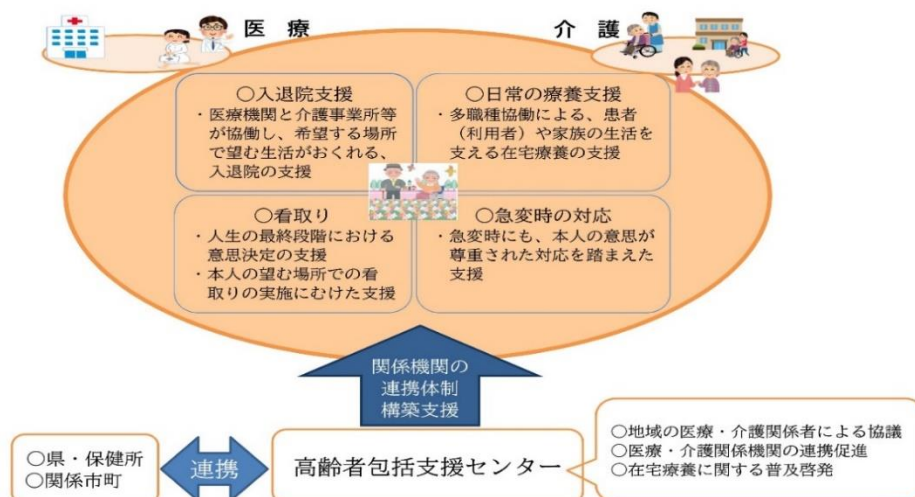 医療
介護
○入退院支援
・医療機関と介護事業所等
が協働し、希望する場所
で望む生活がおくれる、
入退院の支援
○日常の療養支援
・多職種協働による、患者
（利用者）や家族の生活を
支える在宅療養の支援
○看取り
・人生の最終段階における
意思決定の支援
・本人の望む場所での看
取りの実施にむけた支援
○急変時の対応
・急変時にも、本人の意思が
尊重された対応を踏まえた
支援
関係機関の
連携体制
構築支援
○県・保健所
○関係市町
連携
高齢者包括支援センター
○地域の医療・介護関係者による協議
○医療・介護関係機関の連携促進
○在宅療養に関する普及啓発